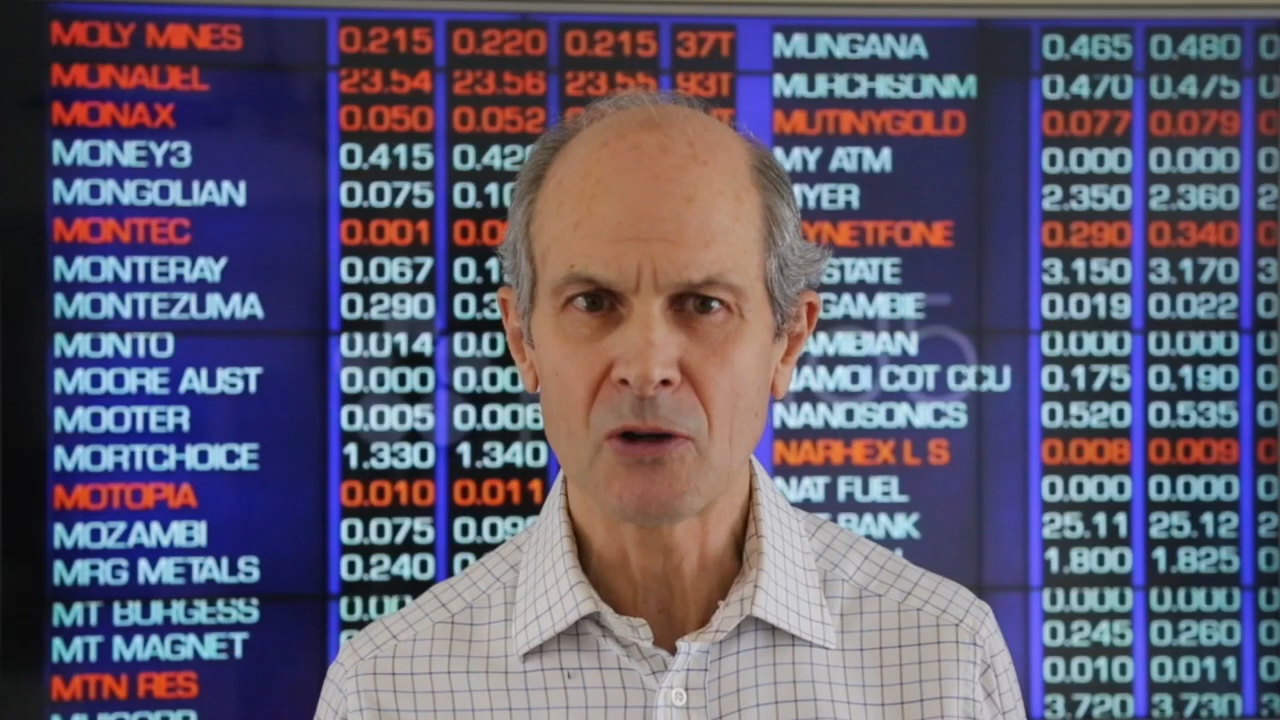 MOLY MINES 0.215 0.220 0.215 37T MUNGANA 0.465 0.480
MONADEL 23.54 23.56 23.55 93T MURCHISONM 0.470 0.475
MONAX 0.050 0.052 MUTINYGOLD 0.077 0.079
MONEY3 0.415 MY ATM 0.000 0.000
MONGOLIAN 0.075 MYER 2.350 2.360
MONTEC 0.001 0.290 0.340
MONTERAY 0.067 3.150 3.170
MONTEZUMA 0.290 GAMBIE 0.019 0.022
MONTO 0.014 0.000 0.000
MOORE AUST 0.000 COT CCU 0.175 0.190
MOOTER 0.005 0.006 NANOSONICS 0.520 0.535
MORTCHOICE 1.330 1.340 NARHEX L S 0.008 0.009
MOTOPIA 0.010 0.011 NAT FUEL 0.000 0.000
MOZAMBI 0.075 BANK 25.11 25.12
MRG METALS 0.240 1.800 1.825
MT BURGESS 0.000 0.000
MT MAGNET 0.245 0.260
MTN RES 0.010 0.011
3.720 3.730